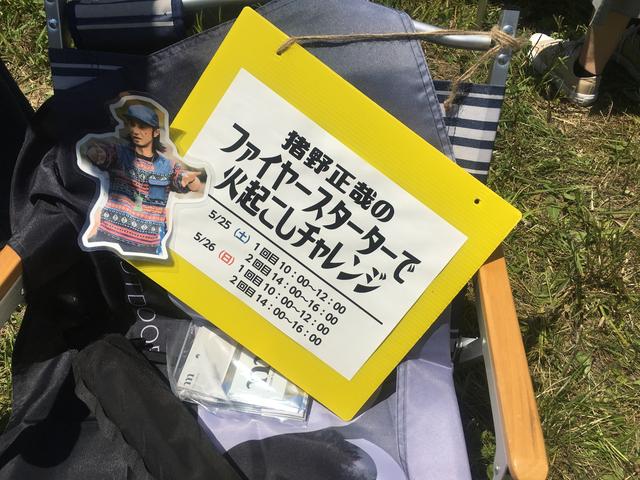 猪野正哉の
ファイヤースターターで
火起こしチャレンジ
5/25（土） 1回目 10：00～12：00
2回目 14：00～16：00
5/26（日） 1回目 10：00～12：00
2回目 14：00～16：00